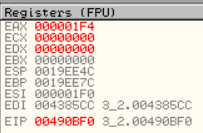 Registers (FPU)
EAX 000001F4
ECX 00000000
EDX 00000000
EBX 00000000
ESP 0019EE4C
EBP 0019EE7C
ESI 000001F0
EDI 004385CC 3_2.004385CC
EIP 00490BF0 3_2.00490BF0